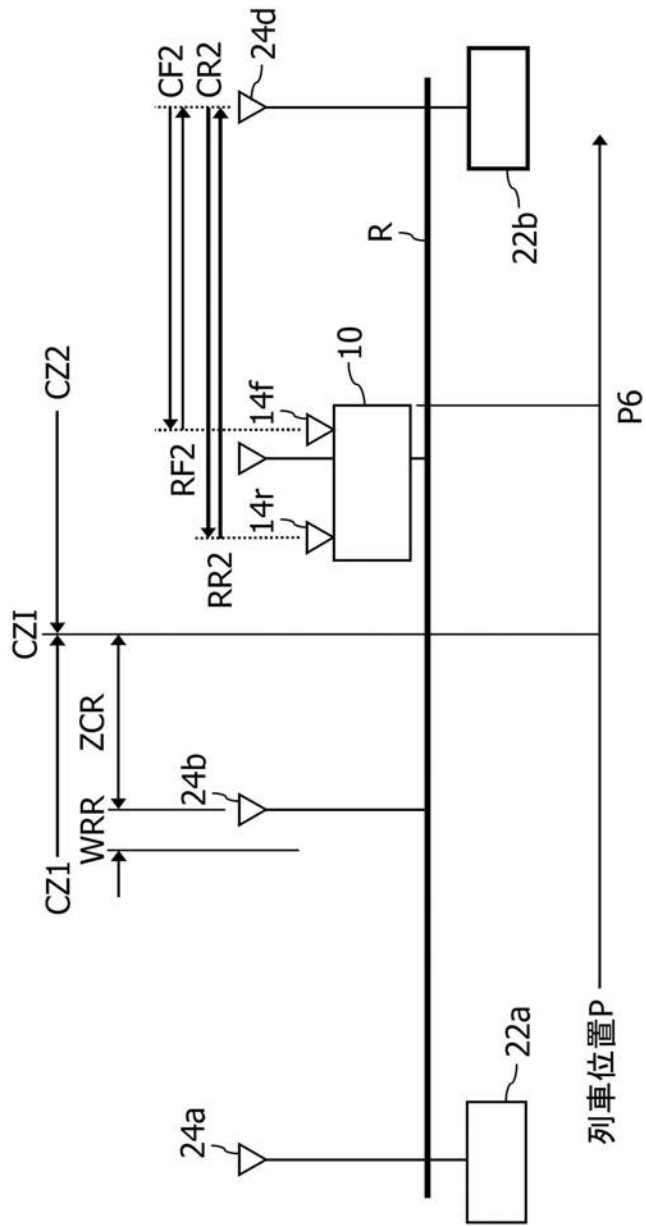 CZI
CZ1
CZ2
ZCR
WRR
CF2
CR2
RF2
RR2
24a
24b
14r
14f
10
24d
R
22a
22b
P6
列車位置P